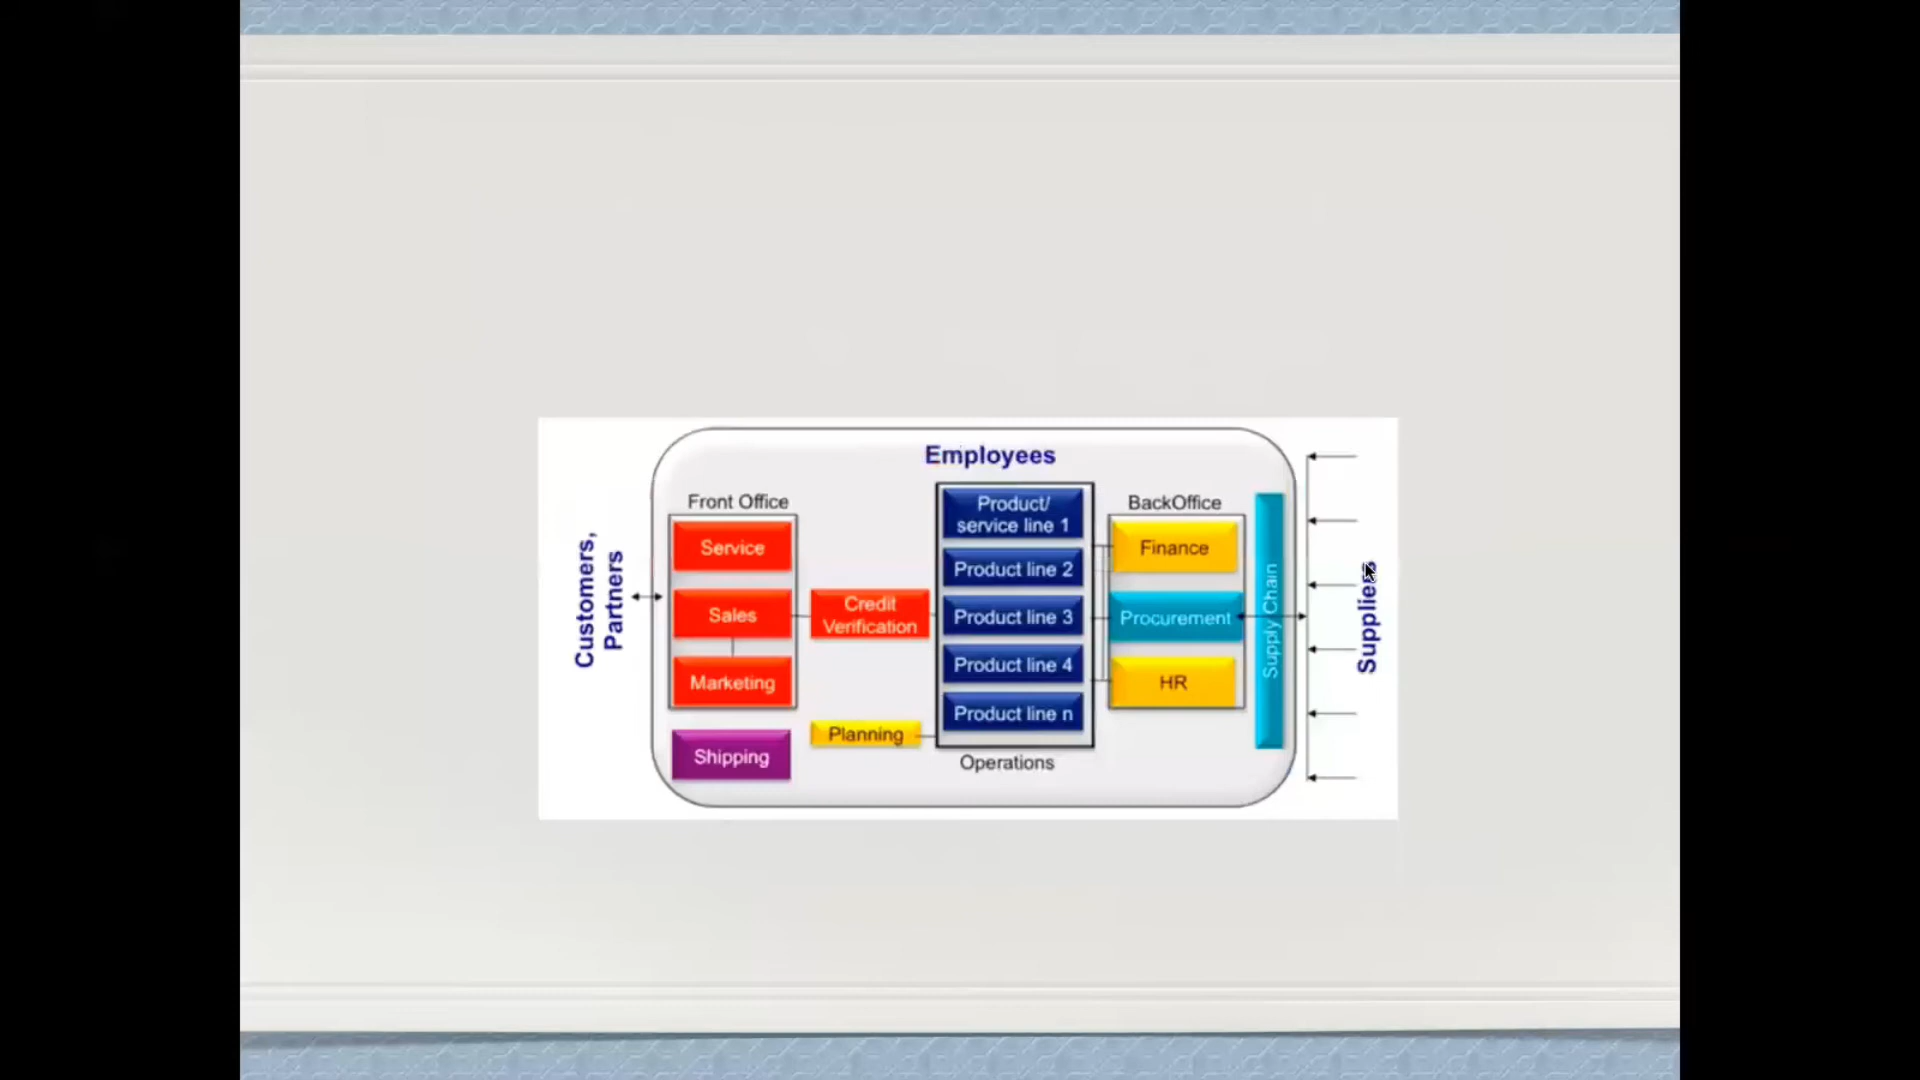 Employees
Customers,
Partners
Front Office
Service
Sales
Marketing
Shipping
Credit
Verification
Planning
Product/
service line 1
Product line 2
Product line 3
Product line 4
Product line n
Operations
BackOffice
Finance
Procurement
HR
Supply Chain
Suppliers